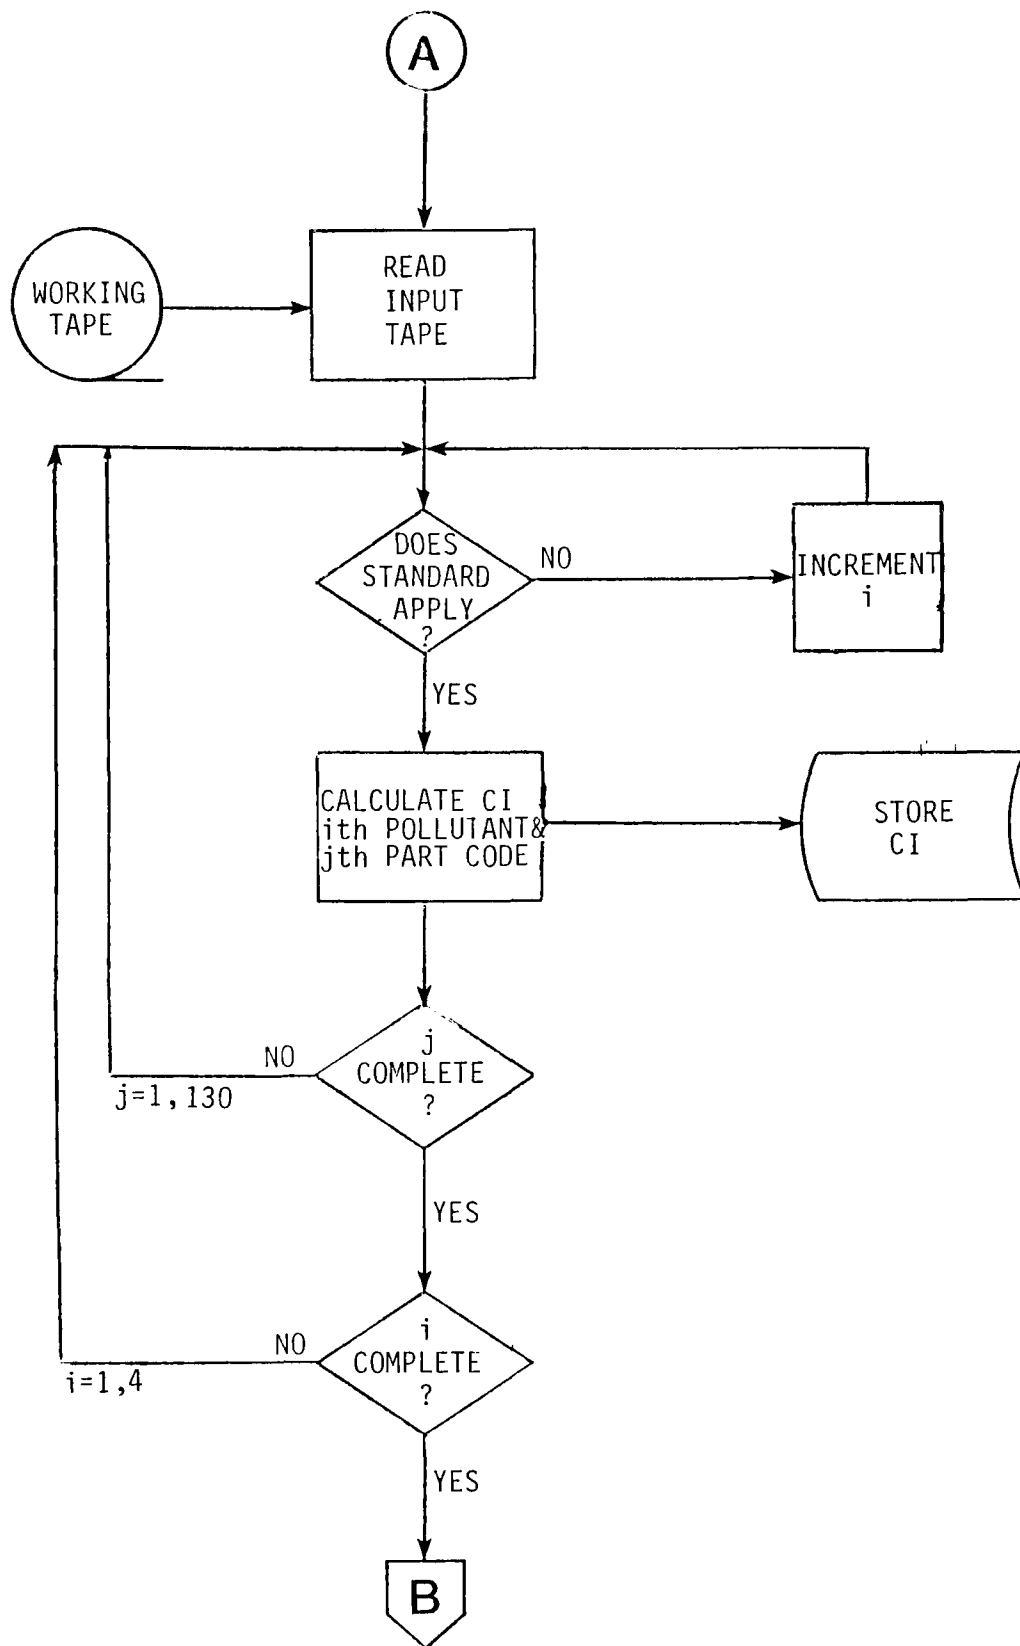 A
READ
INPUT
TAPE
WORKING
TAPE
DOES
STANDARD
APPLY
?
NO
INCREMENT
i
YES
CALCULATE CI
ith POLLUTANT&
jth PART CODE
STORE
CI
j
COMPLETE
?
NO
j=1,130
YES
i
COMPLETE
?
NO
i=1,4
YES
B